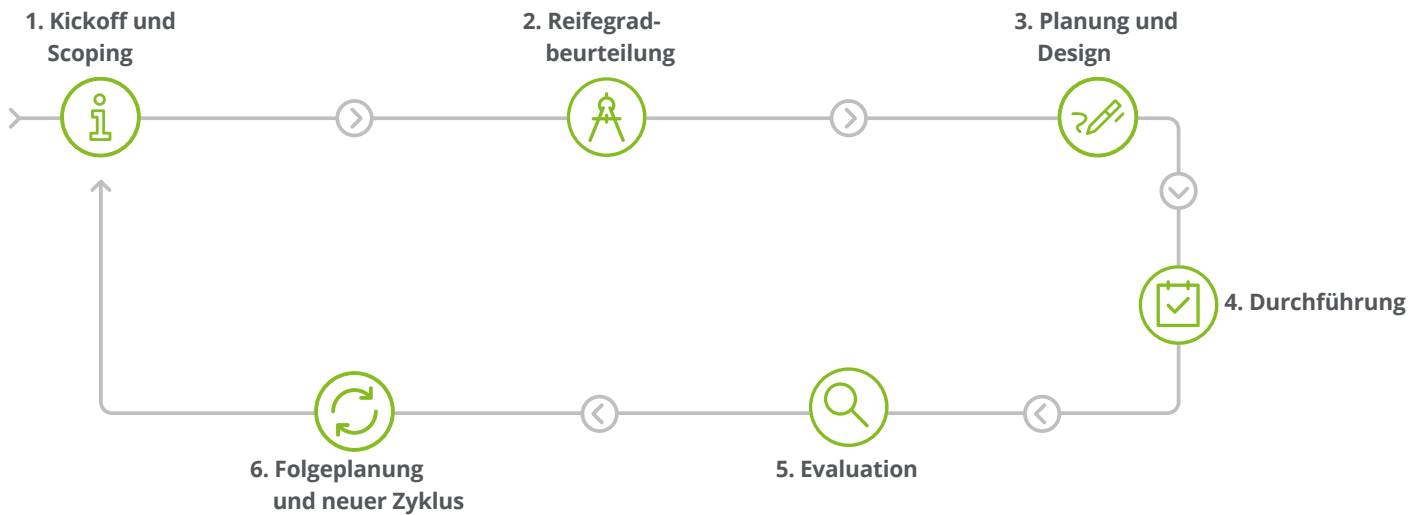 1. Kickoff und
Scoping
2. Reifegrad-
beurteilung
3. Planung und
Design
4. Durchführung
5. Evaluation
6. Folgeplanung
und neuer Zyklus